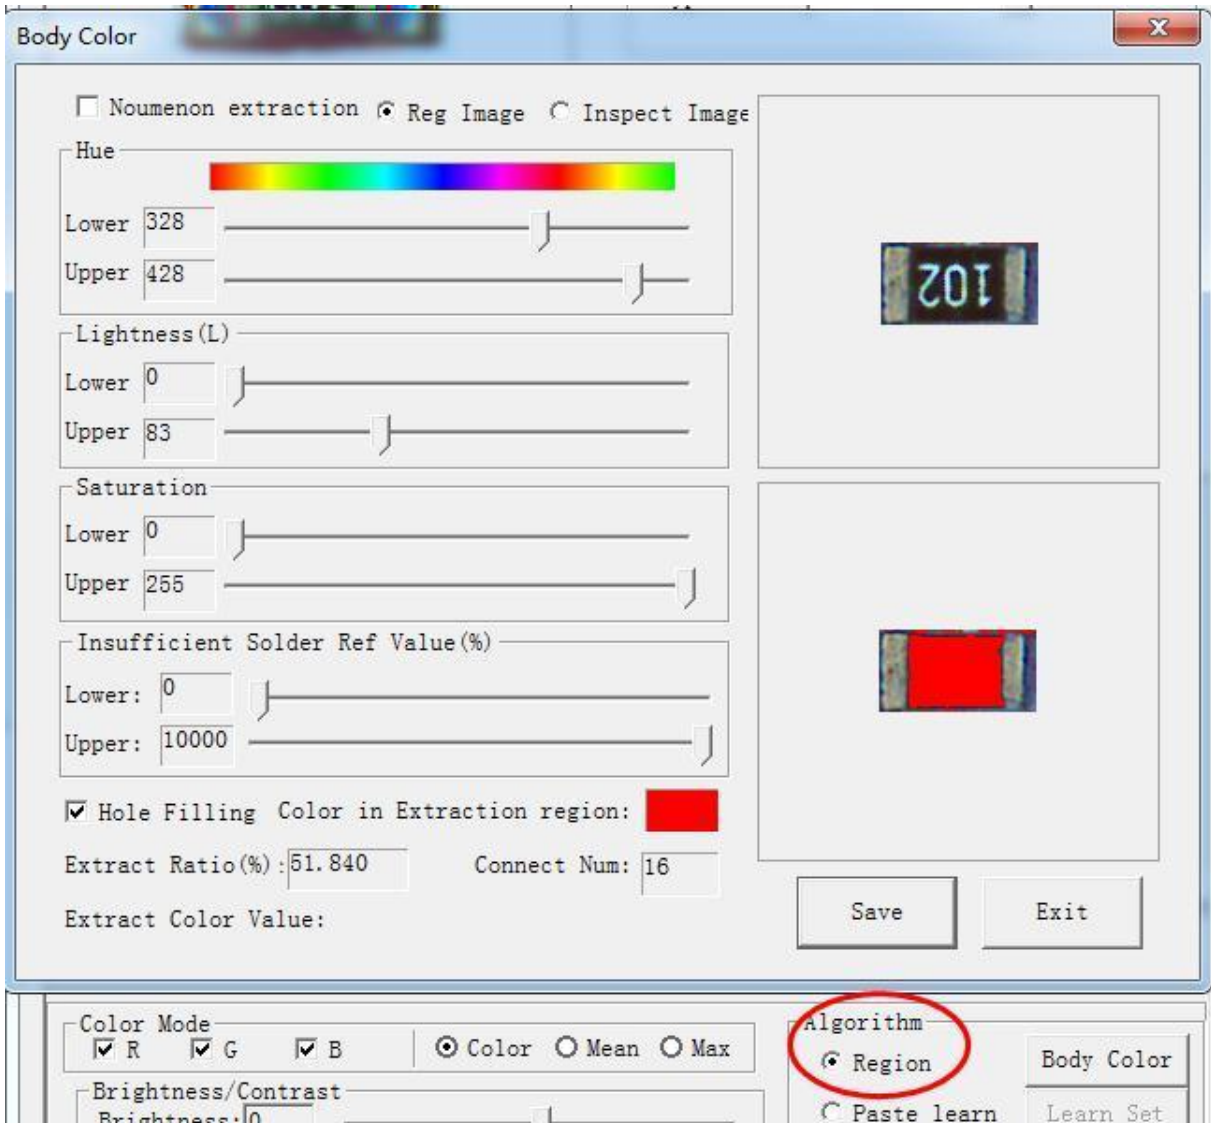 Body Color
Noumenon extraction Reg Image Inspect Image
Hue
Lower 328
Upper 428
102
Lightness(L)
Lower 0
Upper 83
Saturation
Lower 0
Upper 255
Insufficient Solder Ref Value(%)
Lower: 0
Upper: 10000
Hole Filling Color in Extraction region:
Extract Ratio(%):51.840 Connect Num: 16
Extract Color Value:
Save Exit
Color Mode
R G B Color Mean Max
Algorithm
Region Body Color
Brightness/Contrast
Brightness:0
Paste learn Learn Set